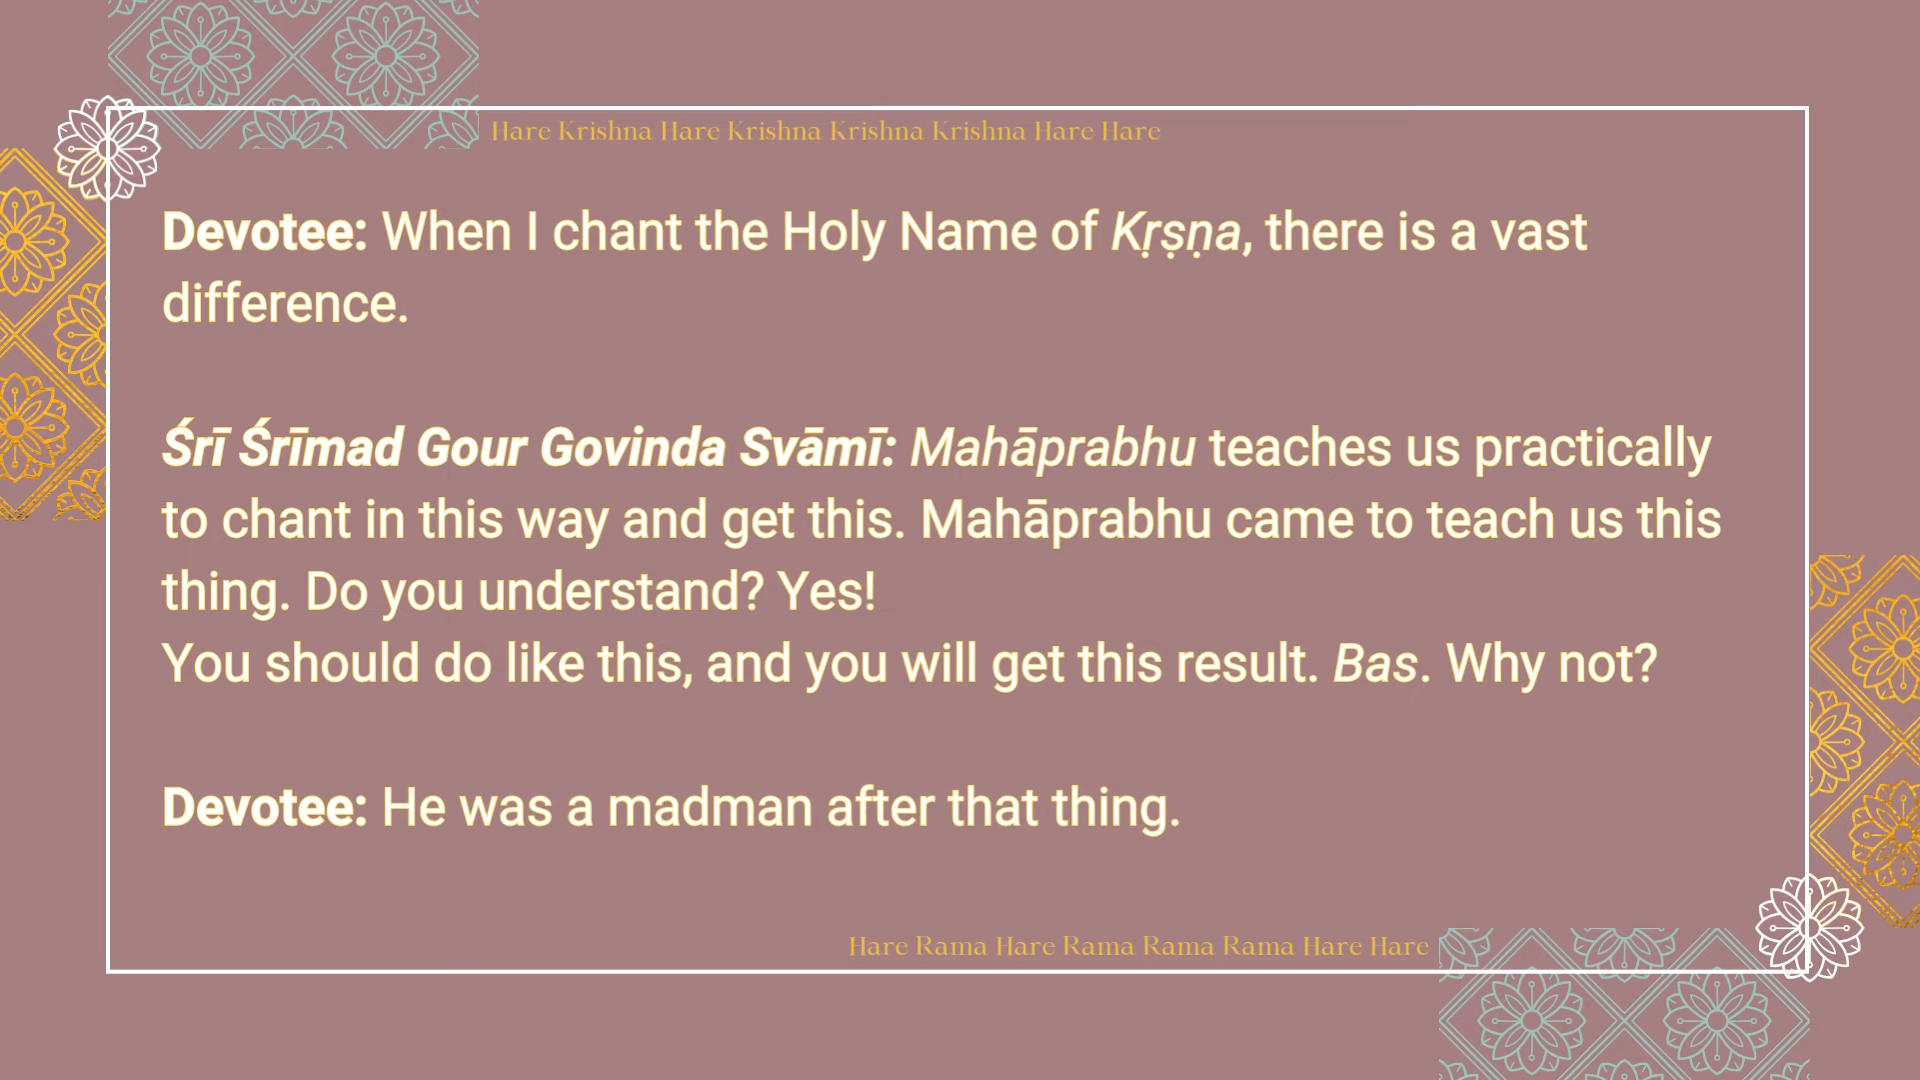 Hare Krishna Hare Krishna Krishna Krishna Hare Hare
Devotee: When I chant the Holy Name of Kṛṣṇa, there is a vast
difference.
Śrī Śrīmad Gour Govinda Svāmī: Mahāprabhu teaches us practically
to chant in this way and get this. Mahāprabhu came to teach us this
thing. Do you understand? Yes!
You should do like this, and you will get this result. Bas. Why not?
Devotee: He was a madman after that thing.
Hare Rama Hare Rama Rama Rama Hare Hare